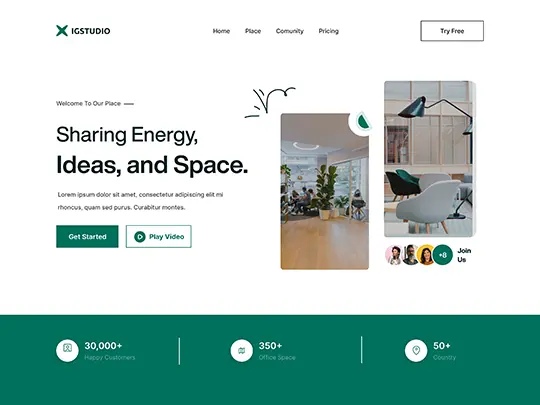 IGSTUDIO
Home Place Comunity Pricing
Try Free
Welcome To Our Place
Sharing Energy,
Ideas, and Space.
Lorem ipsum dolor sit amet, consectetur adipiscing elit mi
rhoncus, quam sed purus. Curabitur montes.
Get Started
Play Video
+8
Join
Us
30,000+
Happy Customers
350+
Office Space
50+
Country